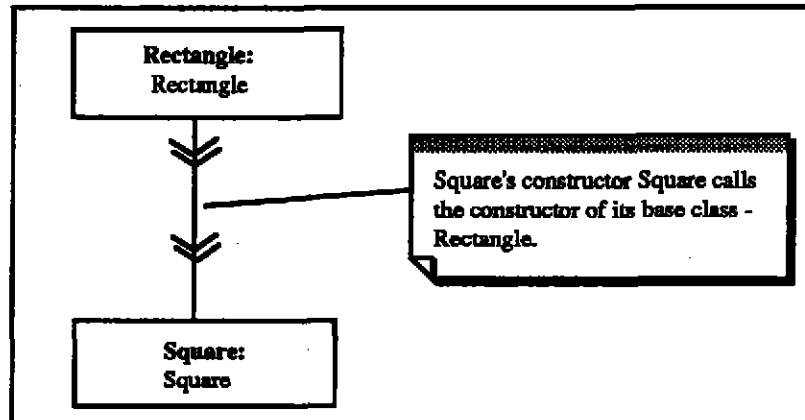 Rectangle:
Rectangle
Square's constructor Square calls
the constructor of its base class -
Rectangle.
Square:
Square